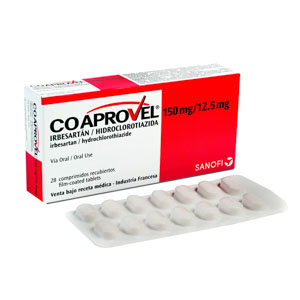 COAPROVEL® 150 mg/12.5 mg
IRBESARTÁN / HIDROCLOROTIAZIDA
irbesartan / hydrochlorothiazide
Vía Oral / Oral Use
28 comprimidos recubiertos
film-coated tablets
Venta bajo receta médica - Industria Francesa
SANOFI